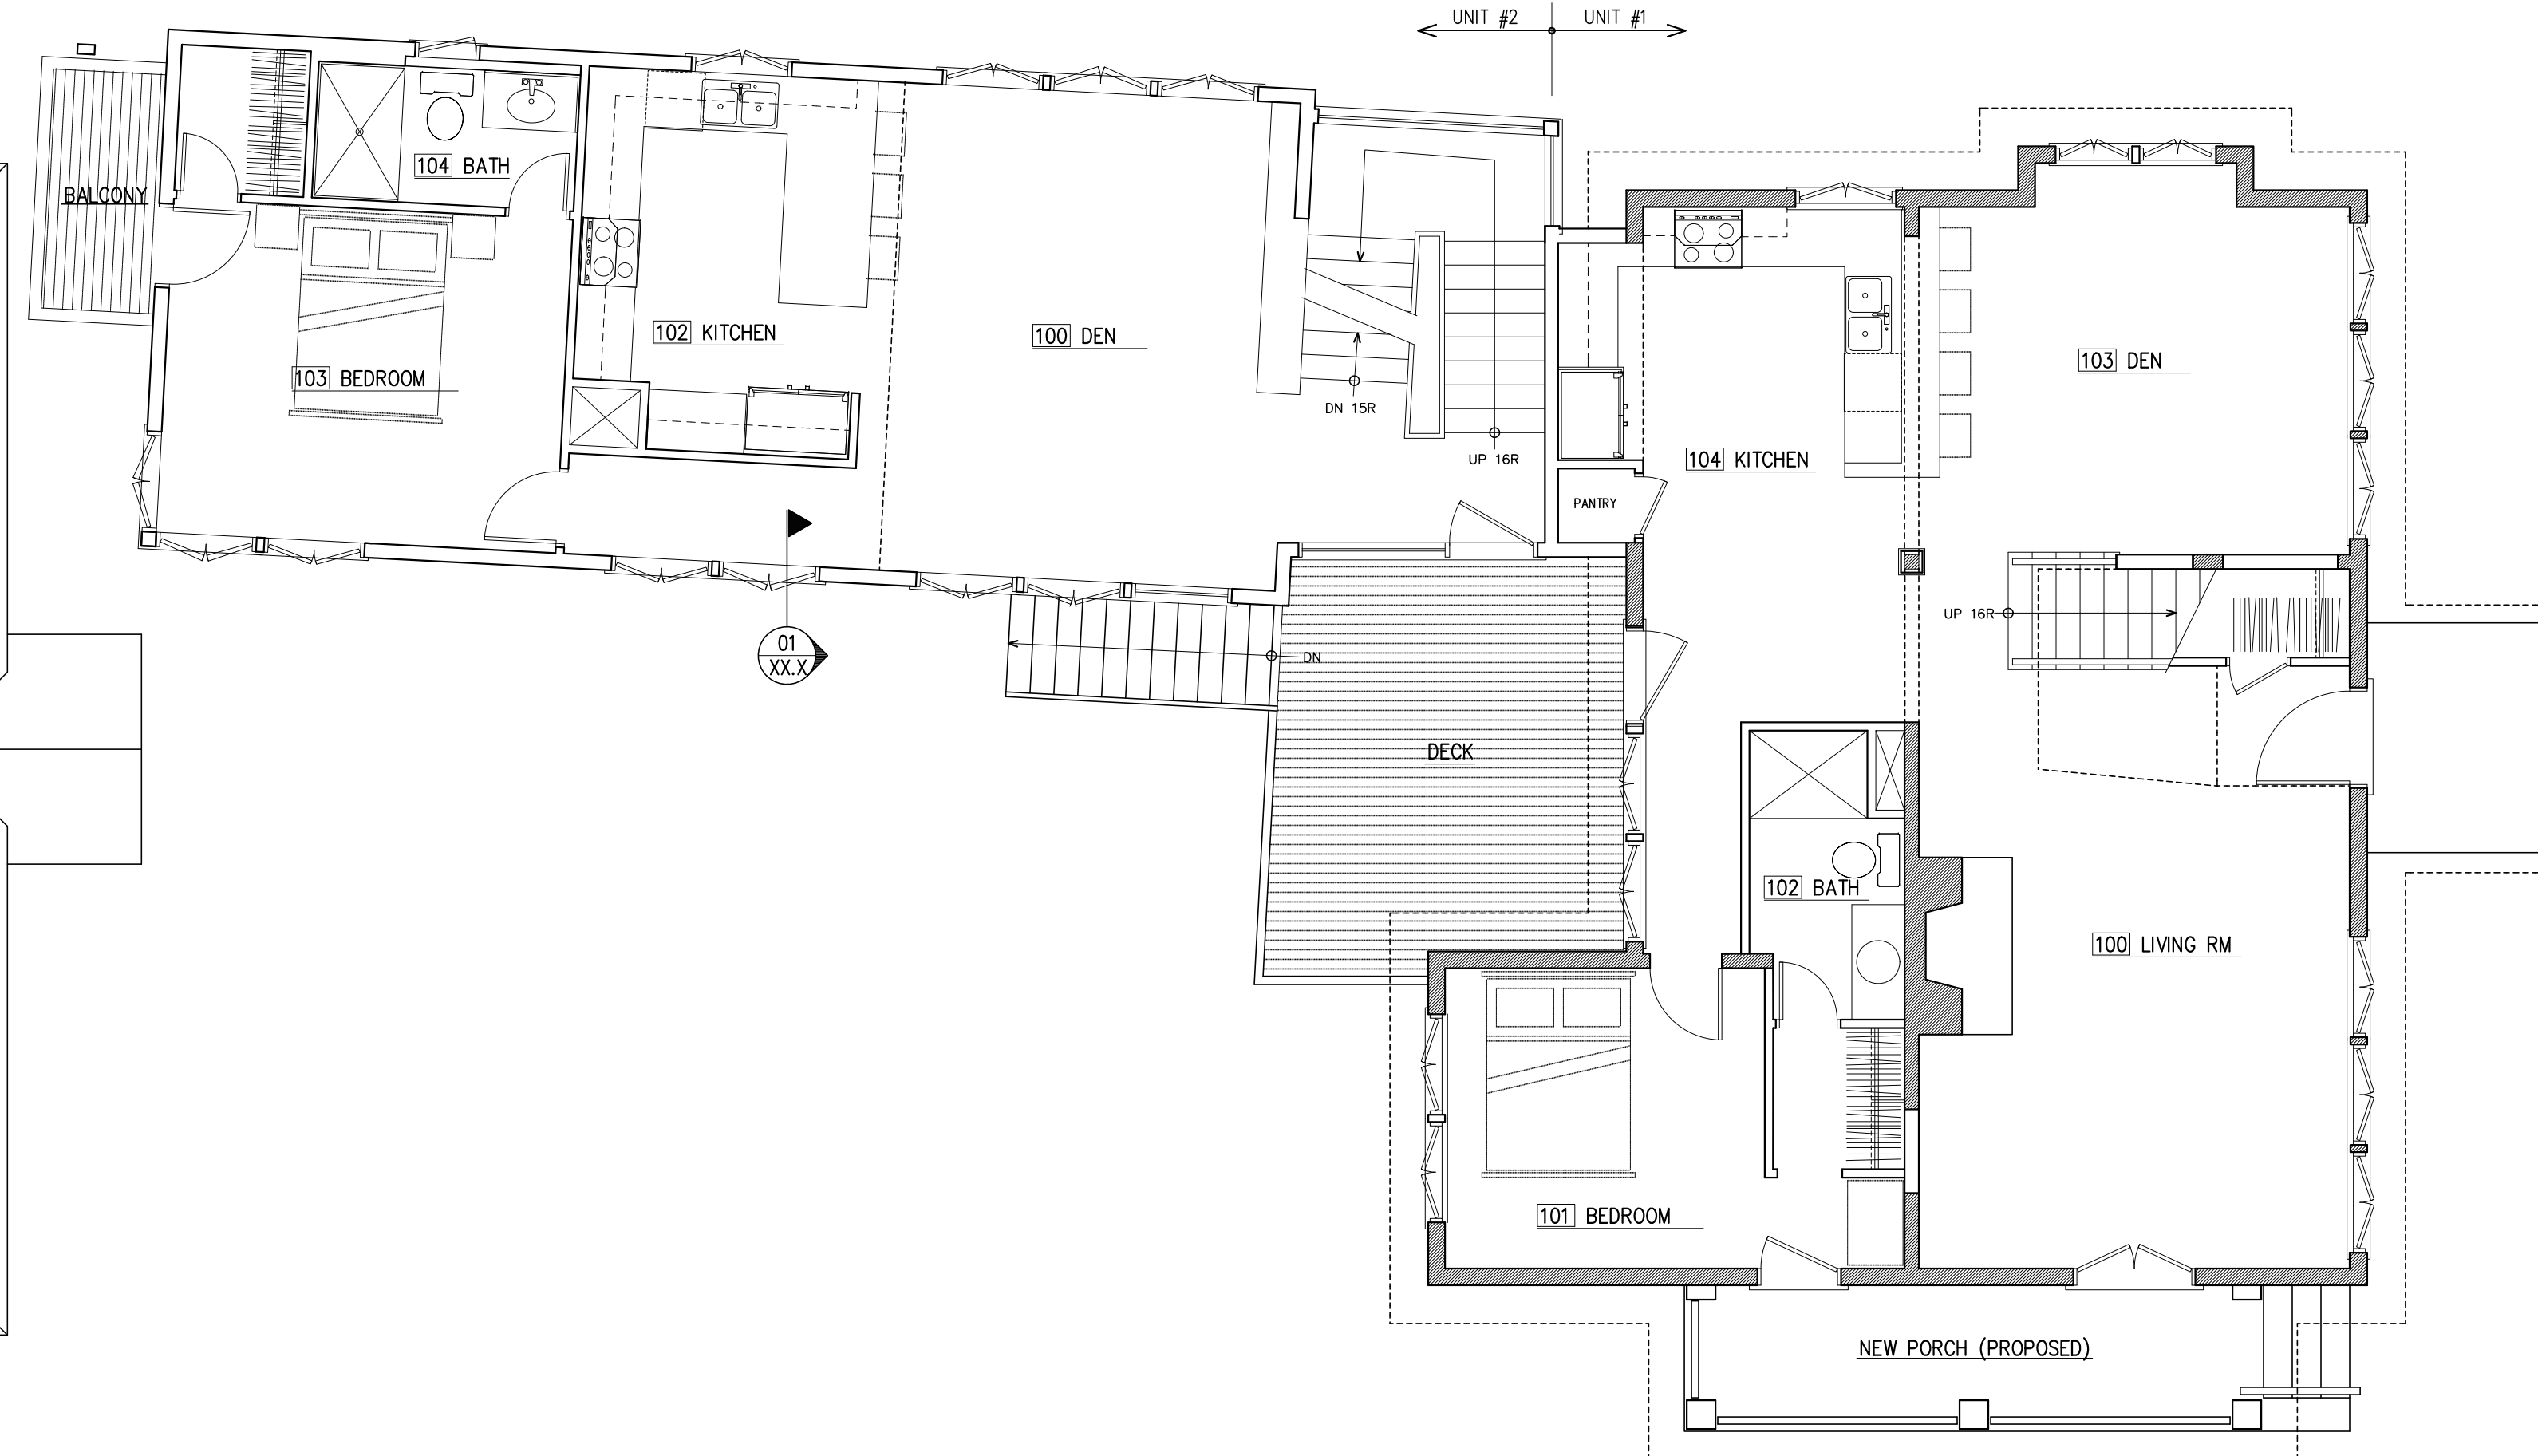 UNIT #2
UNIT #1
104 BATH
BALCONY
102 KITCHEN
100 DEN
103 BEDROOM
DN 15R
UP 16R
103 DEN
104 KITCHEN
PANTRY
UP 16R
01
XX.X
DN
DECK
102 BATH
100 LIVING RM
101 BEDROOM
NEW PORCH (PROPOSED)